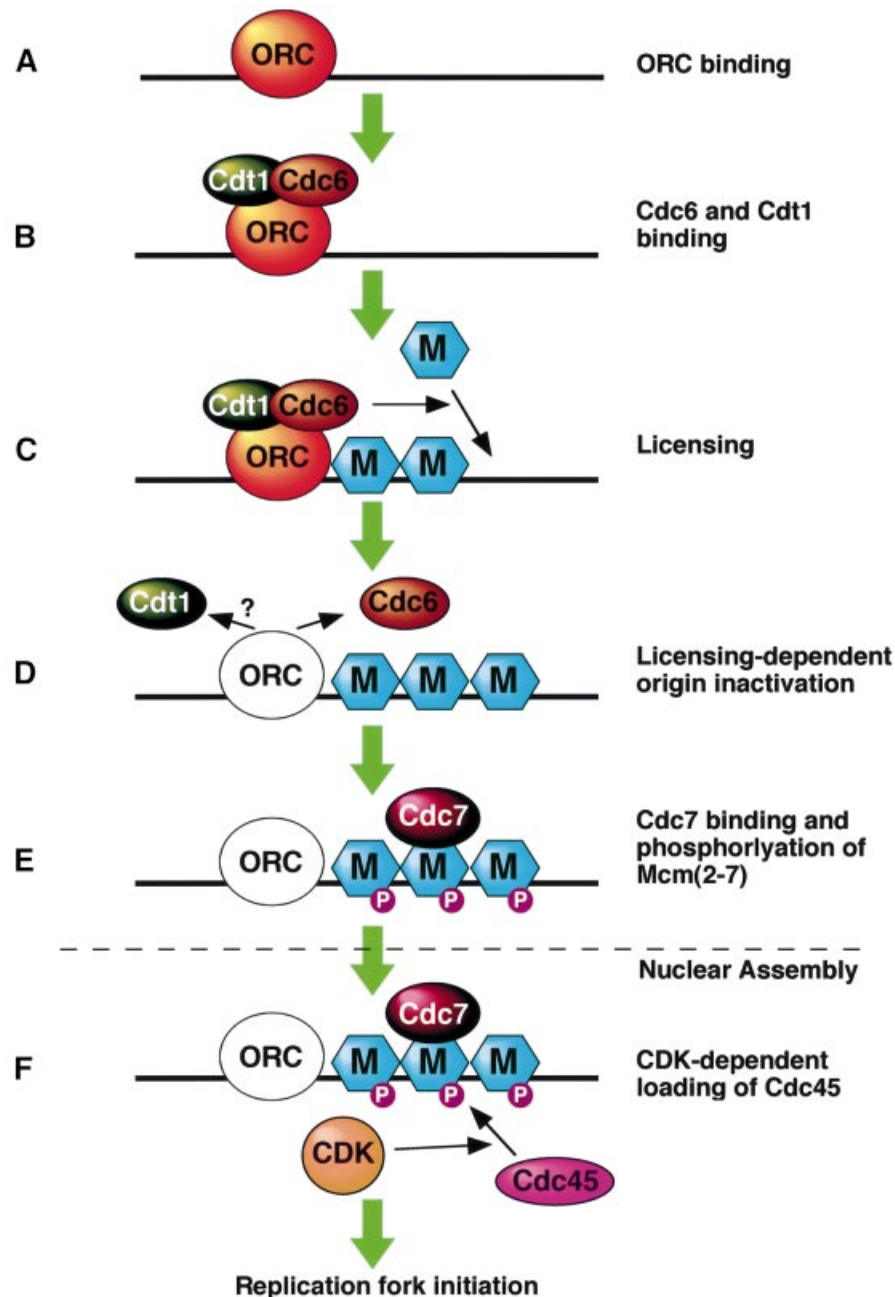 A
ORC
ORC binding
Cdt1 Cdc6
B
ORC
Cdc6 and Cdt1
binding
M
Cdt1 Cdc6
C
ORC M M
Licensing
Cdt1 ? Cdc6
D
ORC M M M
Licensing-dependent
origin inactivation
Cdc7
E
ORC M M M
P P P
Cdc7 binding and
phosphorlyation of
Mcm(2-7)
Nuclear Assembly
Cdc7
F
ORC M M M
P P P
CDK-dependent
loading of Cdc45
CDK
Cdc45
Replication fork initiation